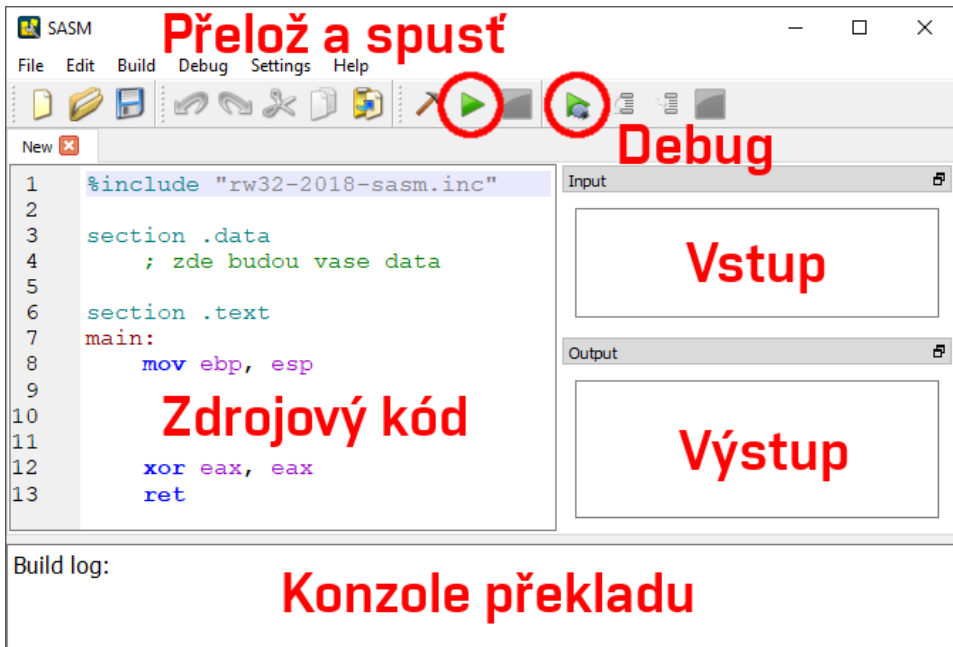 SASM
Přelož a spusť
File Edit Build Debug Settings Help
Debug
New
1 %include "rw32-2018-sasm.inc"
2
3 section .data
4 ; zde budou vase data
5
6 section .text
7 main:
8 mov ebp, esp
9
10
11
12 xor eax, eax
13 ret
Zdrojový kód
Input
Vstup
Output
Výstup
Build log:
Konzole překladu